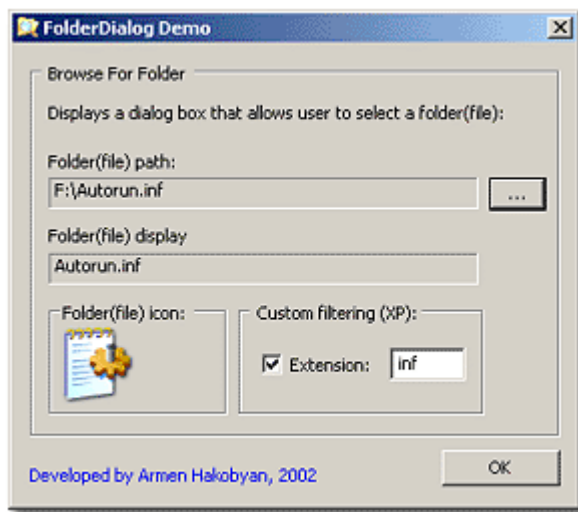 FolderDialog Demo
Browse For Folder
Displays a dialog box that allows user to select a folder(file):
Folder(file) path:
F:\Autorun.inf
...
Folder(file) display
Autorun.inf
Folder(file) icon:
Custom filtering (XP):
Extension:
inf
Developed by Armen Hakobyan, 2002
OK